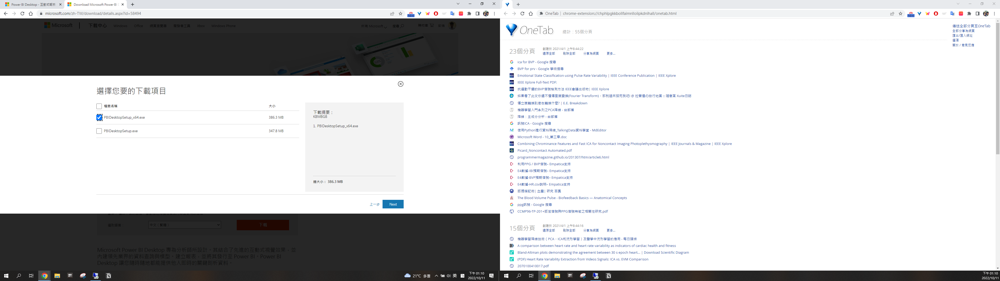 Power BI Desktop - 互動式報表
Download Microsoft Power BI
microsoft.com/zh-TW/download/details.aspx?id=58494
Microsoft
下載中心
Windows
Office
網頁瀏覽器
開發者工具
Xbox
Windows Phone
所有 Microsoft
搜尋
購物車
選擇您要的下載項目
檔案名稱
大小
PBIDesktopSetup_x64.exe
386.3 MB
PBIDesktopSetup.exe
347.8 MB
下載摘要：
KBMBGB
1. PBIDesktopSetup_x64.exe
總大小： 386.3 MB
上一步
Next
中文（繁體）
下載
Microsoft Power BI Desktop 專為分析師所設計。其結合了先進的互動式視覺效果，並
內建領先業界的資料查詢與模型。建立報表，並將其發行至 Power BI。Power BI
Desktop 讓您隨時隨地都能提供他人即時的關鍵剖析資料。
21°C 多雲
英
下午 01:10
2022/10/11
OneTab
chrome-extension://chphlpgkkbolifaimnlloiipkdnihall/onetab.html
NEW
OneTab
總計：55個分頁
傳送全部分頁至OneTab
全部分享為網頁
匯出/匯入網址
選項
關於 / 意見反應
23個分頁
創建於 2021/4/1 上午8:44:22
還原全部
刪除全部
分享為網頁
更多...
ica for BVP - Google 搜尋
BVP for prv - Google 學術搜尋
Emotional State Classification using Pulse Rate Variability | IEEE Conference Publication | IEEE Xplore
IEEE Xplore Full-Text PDF:
抗運動干擾的BVP信號檢測方法 IEEE會議出版物| IEEE Xplore
如果看了此文你還不懂傅里葉變換(Fourier Transform)，那就過來掐死我吧! @ 拉普達の旅行地圖 :: 隨意窩 Xuite日誌
傅立葉轉換到底在轉換什麼? | E.E. Breakdown
機器學習入門系列之PCA降維 - 台部落
降維：主成分分析 - 台部落
訊號ICA - Google 搜尋
使用Python進行資料降維_TalkingData資料學堂 - MdEditor
Microsoft Word - 10_第三章.doc
Combining Chrominance Features and Fast ICA for Noncontact Imaging Photoplethysmography | IEEE Journals & Magazine | IEEE Xplore
Picard_Noncontact Automated.pdf
programmermagazine.github.io/201307/htm/article6.html
利用PPG / BVP信號– Empatica支持
E4數據-IBI預期信號– Empatica支持
E4數據-BVP預期信號– Empatica支持
E4數據-HR.csv說明– Empatica支持
脈搏描記術| 血量| 研究 百奧
The Blood Volume Pulse - Biofeedback Basics — Anatomical Concepts
ppg訊號 - Google 搜尋
CCMP96-TP-201+脈波信號與PPG信號特徵之相關性研究.pdf
15個分頁
創建於 2021/4/1 上午8:44:16
還原全部
刪除全部
分享為網頁
更多...
機器學習降維技術（PCA，ICA和流形學習）及醫學中流形學習的應用 - 每日頭條
A comparison between heart rate and heart rate variability as indicators of cardiac health and fitness
Bland-Altman plots demonstrating the agreement between 30 s epoch heart... | Download Scientific Diagram
(PDF) Heart Rate Variability Extraction from Videos Signals: ICA vs. EVM Comparison
2070100410017.pdf
下午 01:10
2022/10/11